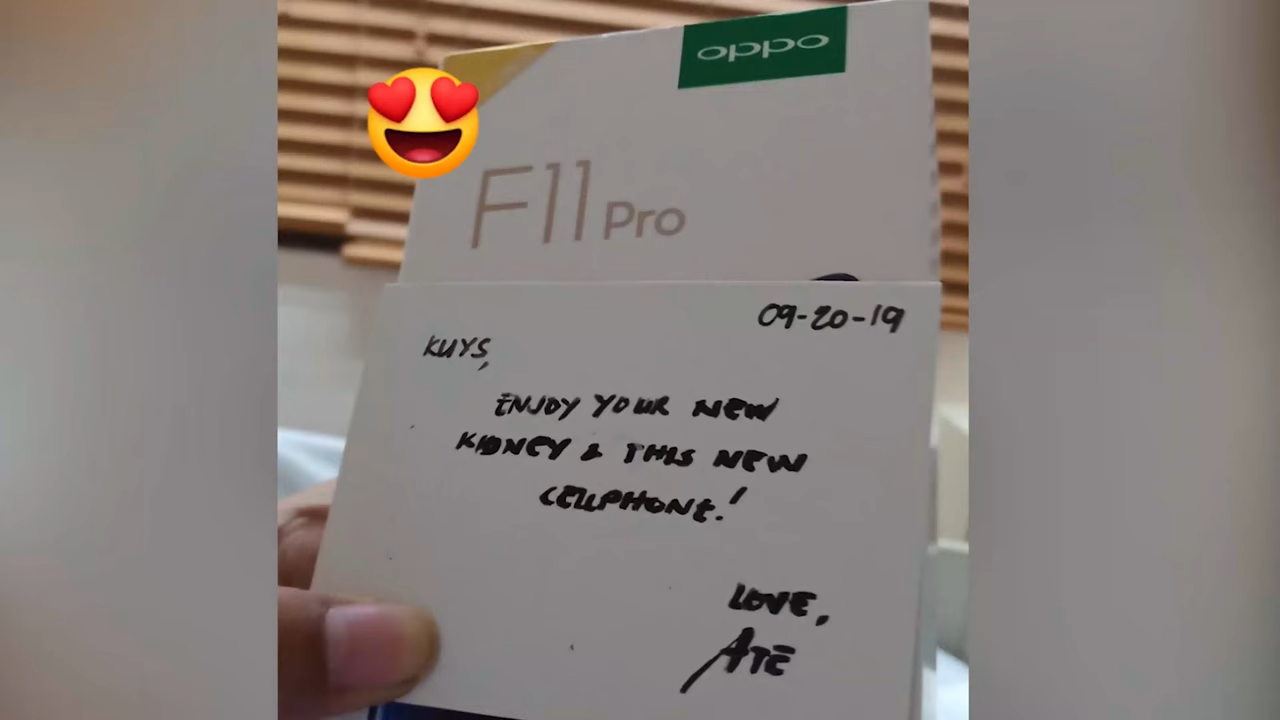 oppo
F11 Pro
09-20-19
KUYS,
ENJOY YOUR NEW
KIDNEY & THIS NEW
CELLPHONE!
LOVE,
ATE